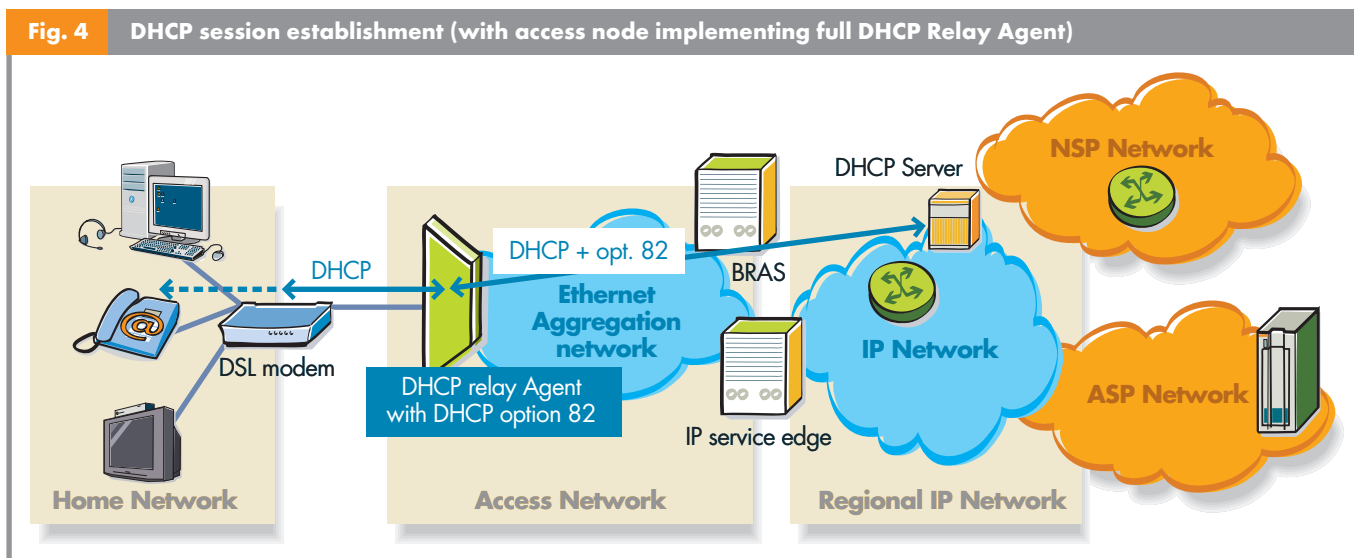 Fig. 4 DHCP session establishment (with access node implementing full DHCP Relay Agent)
NSP Network
DHCP Server
DHCP
DHCP + opt. 82
BRAS
Ethernet
Aggregation
network
IP Network
@
DSL modem
DHCP relay Agent
with DHCP option 82
IP service edge
ASP Network
Home Network
Access Network
Regional IP Network